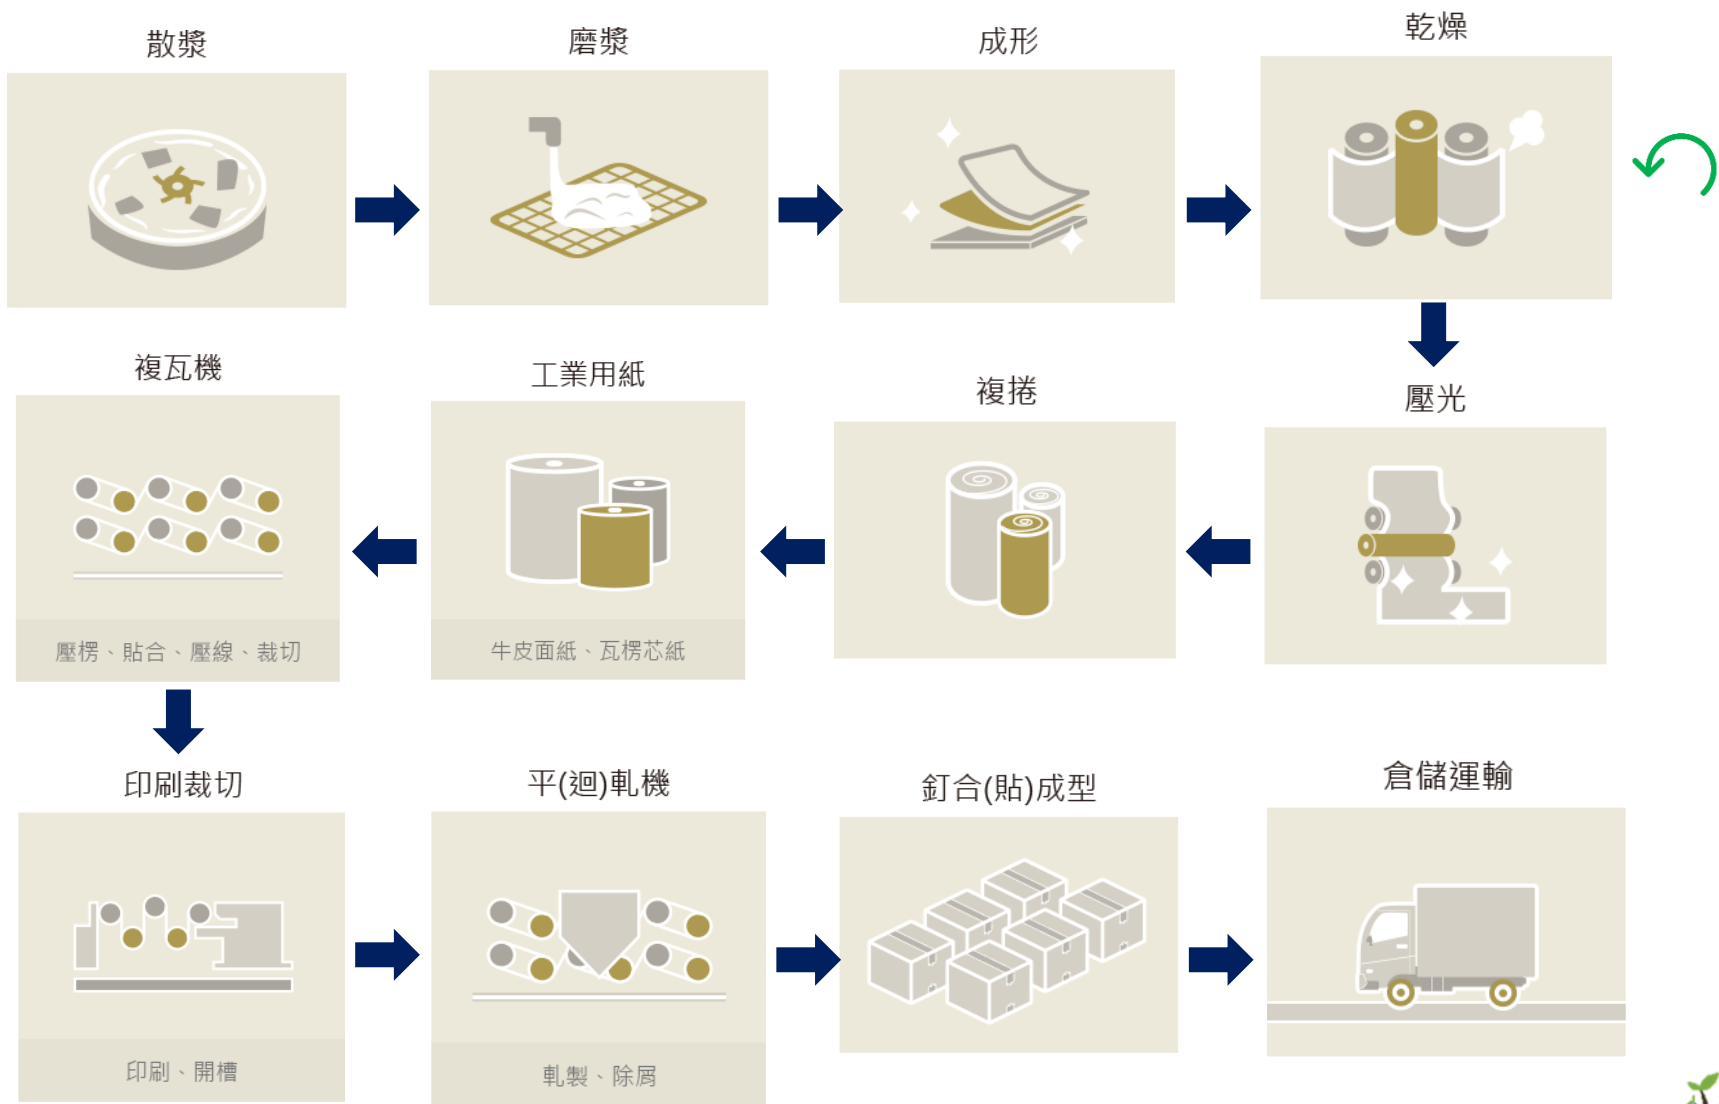 散漿
磨漿
成形
乾燥
複瓦機
工業用紙
複捲
壓光
壓楞、貼合、壓線、裁切
牛皮面紙、瓦楞芯紙
印刷裁切
平(迴)軋機
釘合(貼)成型
倉儲運輸
印刷、開槽
軋製、除屑